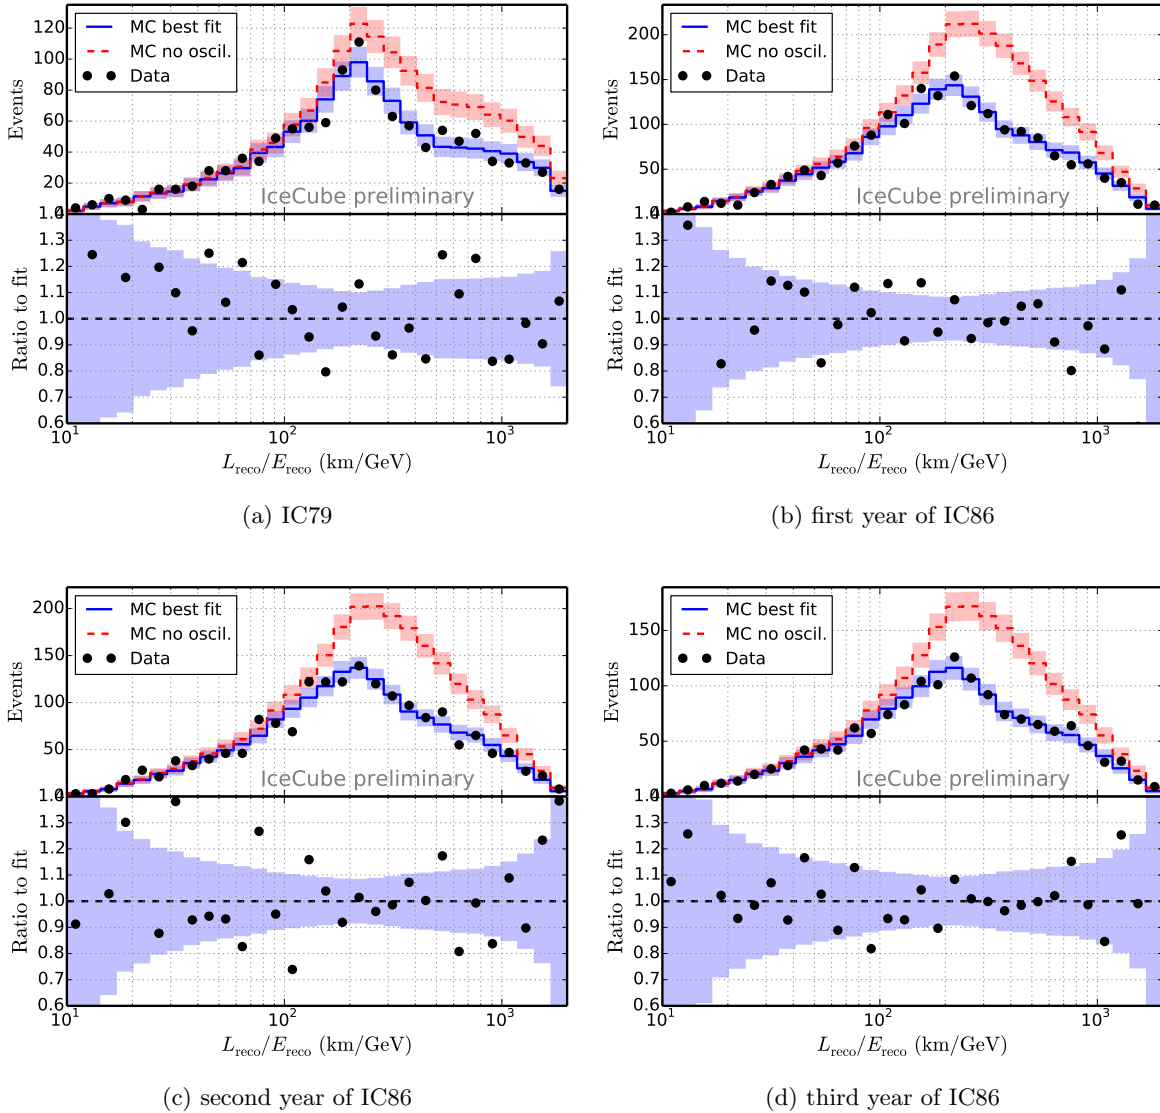 MC best fit
MC no oscil.
Data
Events
120
100
80
60
40
20
0
IceCube preliminary
Ratio to fit
1.4
1.3
1.2
1.1
1.0
0.9
0.8
0.7
0.6
10^1 10^2 10^3
L_reco/E_reco (km/GeV)
(a) IC79
MC best fit
MC no oscil.
Data
Events
200
150
100
50
0
IceCube preliminary
Ratio to fit
1.4
1.3
1.2
1.1
1.0
0.9
0.8
0.7
0.6
10^1 10^2 10^3
L_reco/E_reco (km/GeV)
(b) first year of IC86
MC best fit
MC no oscil.
Data
Events
200
150
100
50
0
IceCube preliminary
Ratio to fit
1.4
1.3
1.2
1.1
1.0
0.9
0.8
0.7
0.6
10^1 10^2 10^3
L_reco/E_reco (km/GeV)
(c) second year of IC86
MC best fit
MC no oscil.
Data
Events
150
100
50
0
IceCube preliminary
Ratio to fit
1.4
1.3
1.2
1.1
1.0
0.9
0.8
0.7
0.6
10^1 10^2 10^3
L_reco/E_reco (km/GeV)
(d) third year of IC86